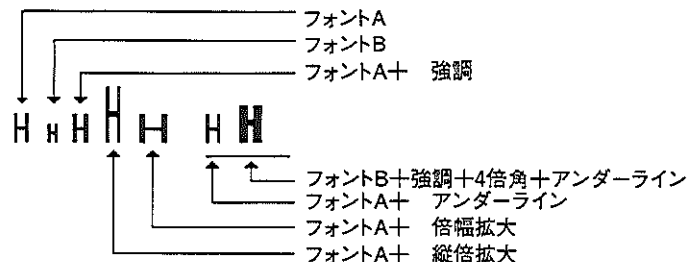 フォントA
フォントB
フォントA＋　強調
H H H H H H H
フォントB＋強調＋4倍角＋アンダーライン
フォントA＋　アンダーライン
フォントA＋　倍幅拡大
フォントA＋　縦倍拡大